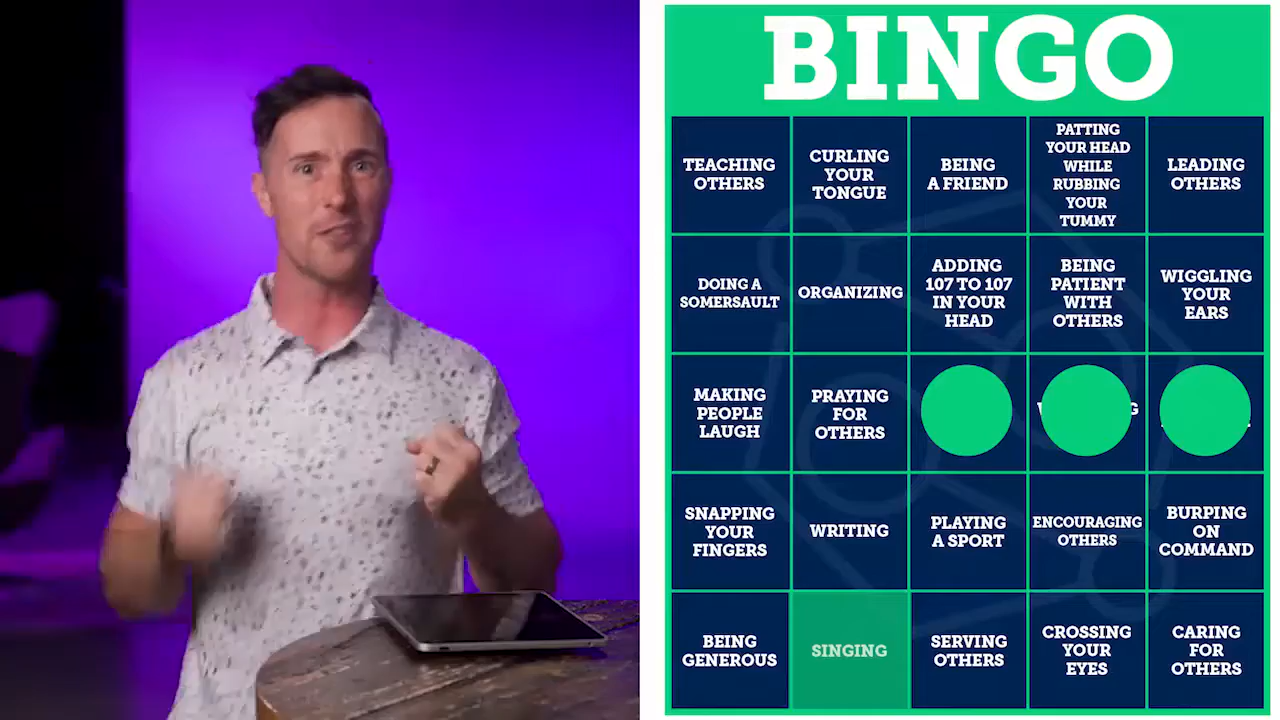 BINGO
TEACHING
OTHERS
CURLING
YOUR
TONGUE
BEING
A FRIEND
PATTING
YOUR HEAD
WHILE
RUBBING
YOUR
TUMMY
LEADING
OTHERS
DOING A
SOMERSAULT
ORGANIZING
ADDING
107 TO 107
IN YOUR
HEAD
BEING
PATIENT
WITH
OTHERS
WIGGLING
YOUR
EARS
MAKING
PEOPLE
LAUGH
PRAYING
FOR
OTHERS
SNAPPING
YOUR
FINGERS
WRITING
PLAYING
A SPORT
ENCOURAGING
OTHERS
BURPING
ON
COMMAND
BEING
GENEROUS
SINGING
SERVING
OTHERS
CROSSING
YOUR
EYES
CARING
FOR
OTHERS